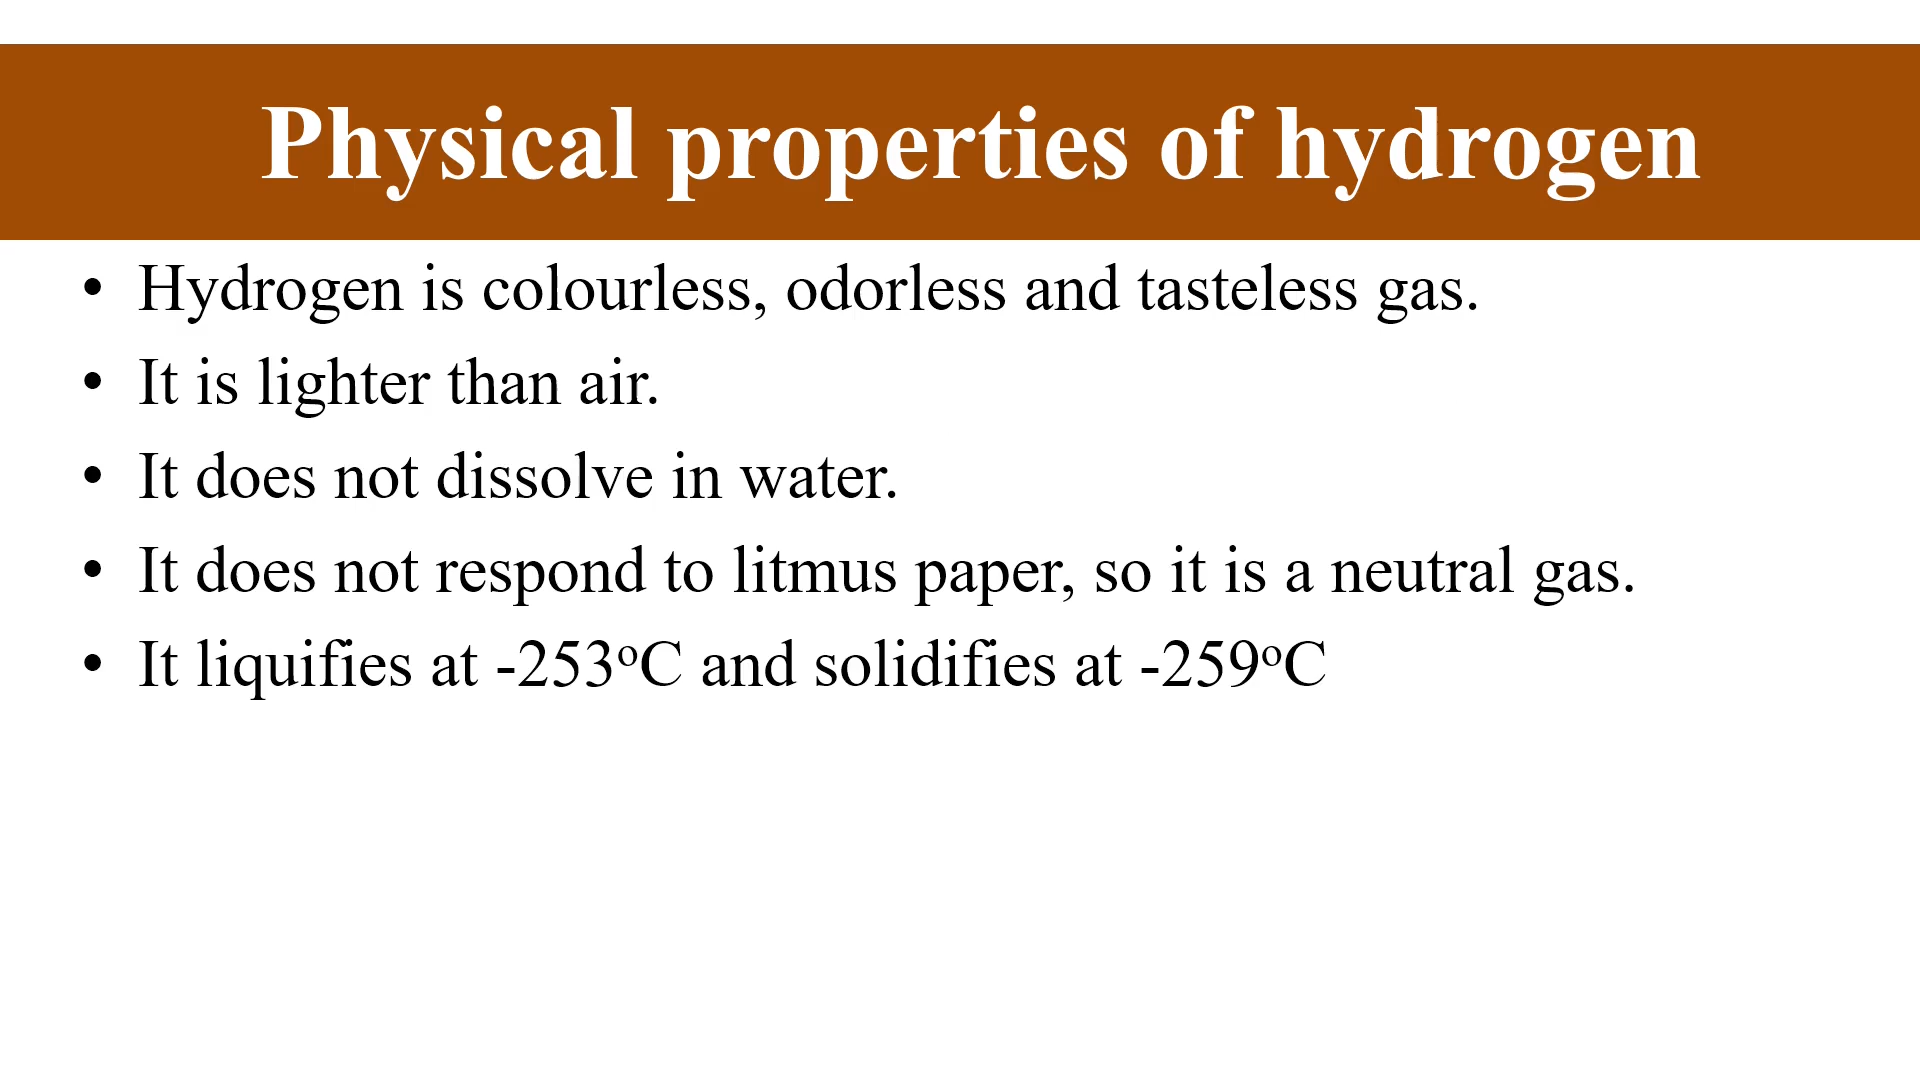 Physical properties of hydrogen
• Hydrogen is colourless, odorless and tasteless gas.
• It is lighter than air.
• It does not dissolve in water.
• It does not respond to litmus paper, so it is a neutral gas.
• It liquifies at -253ᵒC and solidifies at -259ᵒC